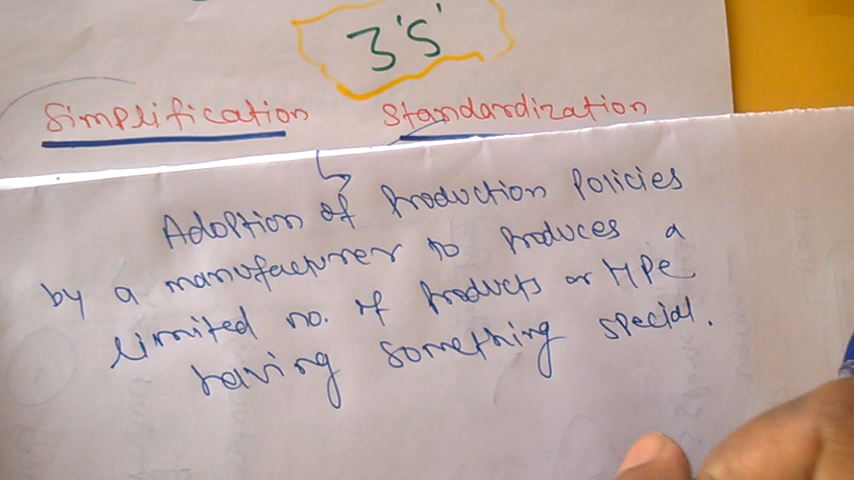 3'S'
Simplification Standardization
Adoption of Production Policies
by a manufacturer to Produces a
limited no. of Products or type
having something special.